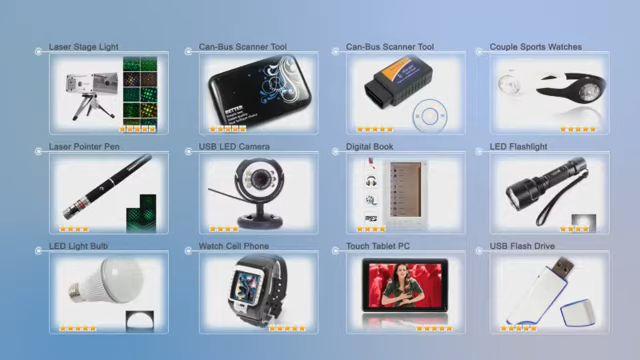 Laser Stage Light
Can-Bus Scanner Tool
Can-Bus Scanner Tool
Couple Sports Watches
Laser Pointer Pen
USB LED Camera
Digital Book
LED Flashlight
LED Light Bulb
Watch Cell Phone
Touch Tablet PC
USB Flash Drive